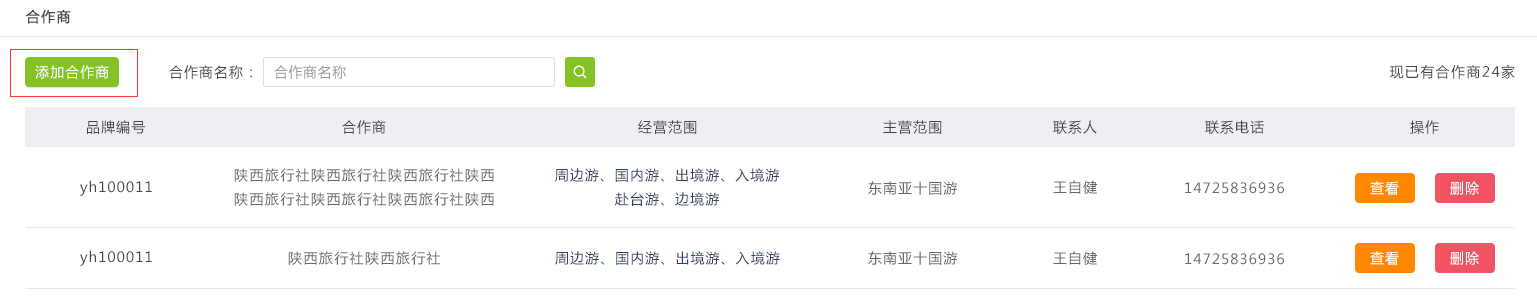 合作商
添加合作商 合作商名称： 合作商名称 现已有合作商24家
品牌编号 合作商 经营范围 主营范围 联系人 联系电话 操作
yh100011 陕西旅行社陕西旅行社陕西旅行社陕西 周边游、国内游、出境游、入境游 东南亚十国游 王自健 14725836936 查看 删除
陕西旅行社陕西旅行社陕西旅行社陕西 赴台游、边境游
yh100011 陕西旅行社陕西旅行社 周边游、国内游、出境游、入境游 东南亚十国游 王自健 14725836936 查看 删除